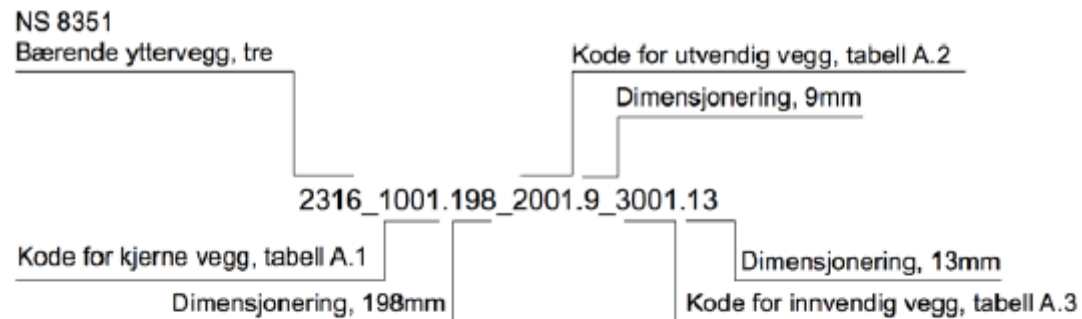 NS 8351
Bærende yttervegg, tre
Kode for utvendig vegg, tabell A.2
Dimensjonering, 9mm
2316_1001.198_2001.9_3001.13
Kode for kjerne vegg, tabell A.1
Dimensjonering, 13mm
Dimensjonering, 198mm
Kode for innvendig vegg, tabell A.3